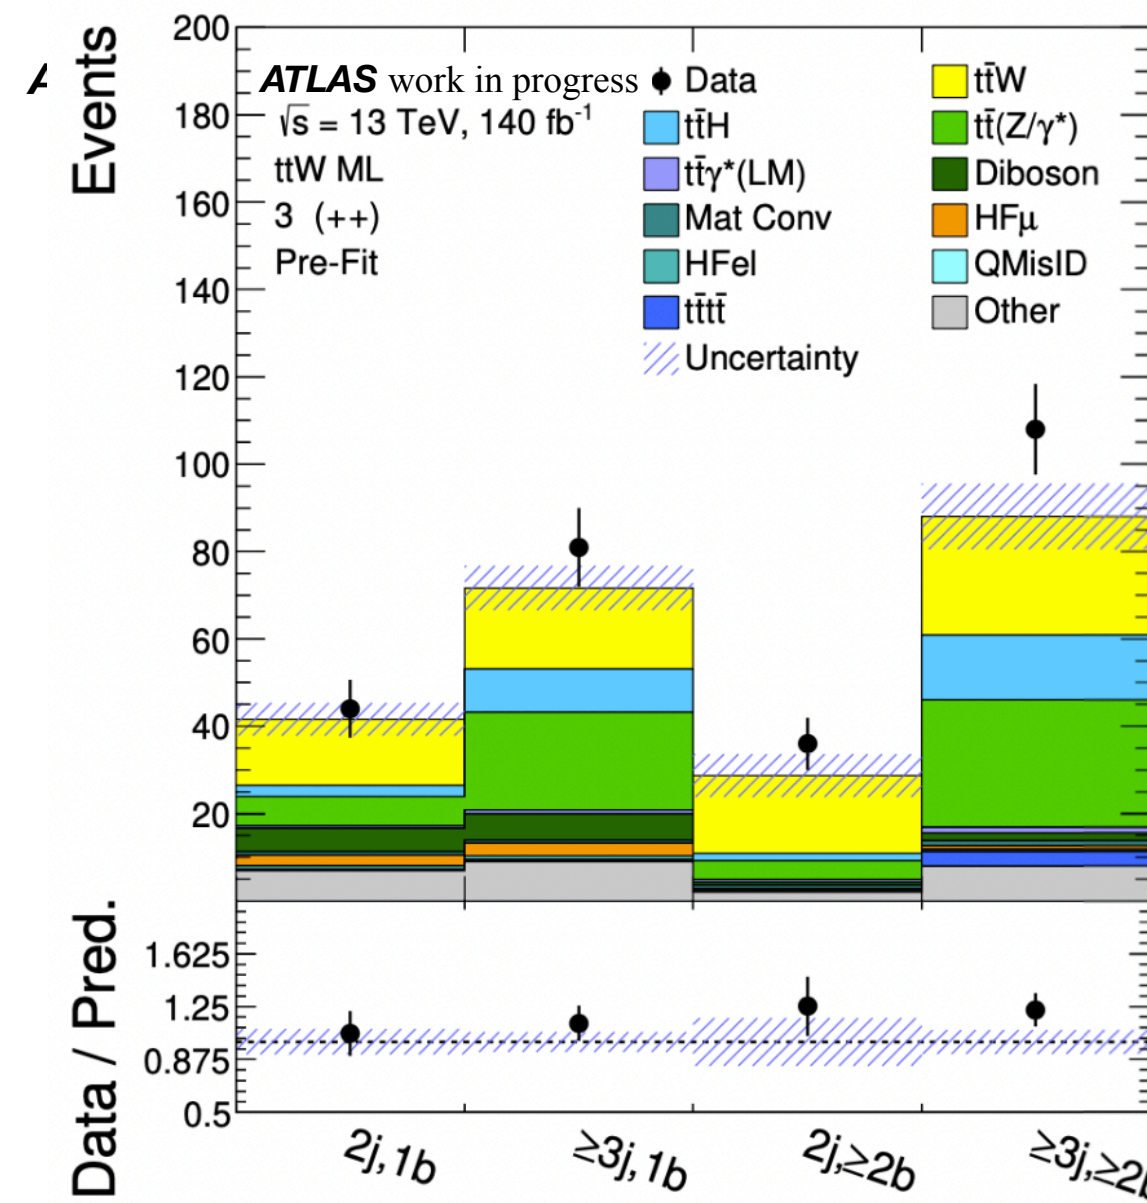 Events
200
180
160
140
120
100
80
60
40
20
ATLAS work in progress
√s = 13 TeV, 140 fb⁻¹
ttW ML
3 (++)
Pre-Fit
Data
tt̄W
tt̄H
tt̄(Z/γ*)
tt̄γ*(LM)
Diboson
Mat Conv
HFμ
HFel
QMisID
tt̄tt̄
Other
Uncertainty
Data / Pred.
1.625
1.25
0.875
0.5
2j, 1b
≥3j, 1b
2j,≥2b
≥3j,≥2b